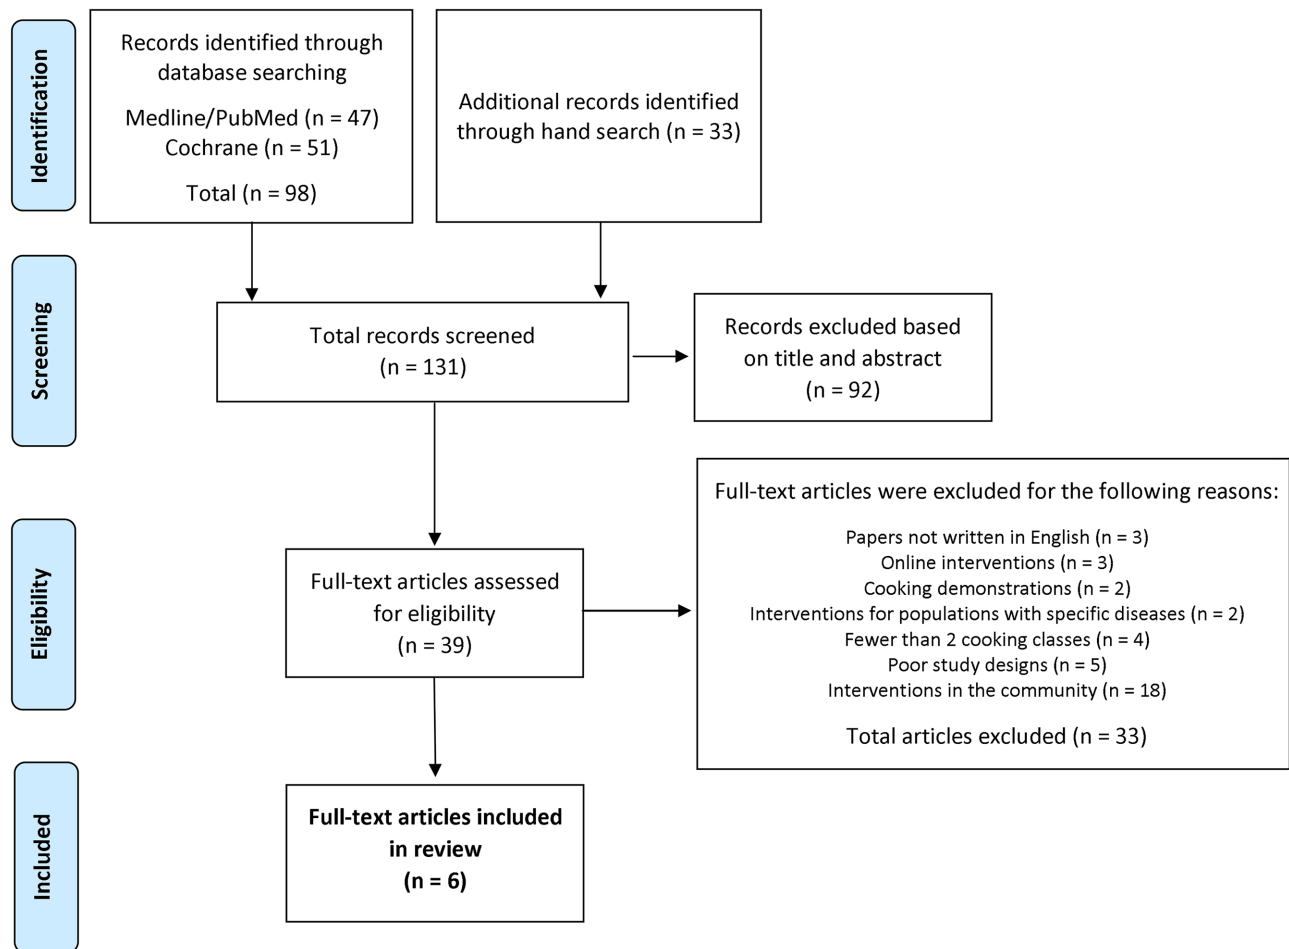 Identification
Records identified through
database searching
Medline/PubMed (n = 47)
Cochrane (n = 51)
Total (n = 98)
Additional records identified
through hand search (n = 33)
Screening
Total records screened
(n = 131)
Records excluded based
on title and abstract
(n = 92)
Eligibility
Full-text articles assessed
for eligibility
(n = 39)
Full-text articles were excluded for the following reasons:
Papers not written in English (n = 3)
Online interventions (n = 3)
Cooking demonstrations (n = 2)
Interventions for populations with specific diseases (n = 2)
Fewer than 2 cooking classes (n = 4)
Poor study designs (n = 5)
Interventions in the community (n = 18)
Total articles excluded (n = 33)
Included
Full-text articles included
in review
(n = 6)